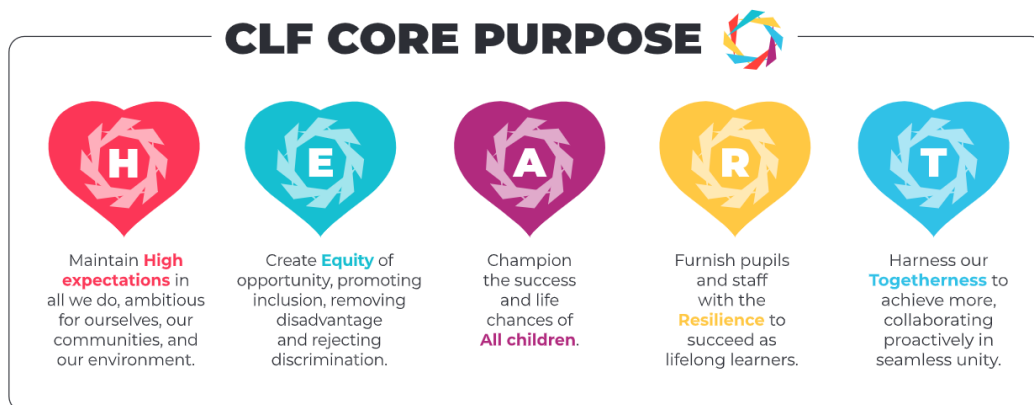 CLF CORE PURPOSE
H
Maintain High
expectations in
all we do, ambitious
for ourselves, our
communities, and
our environment.
E
Create Equity of
opportunity, promoting
inclusion, removing
disadvantage
and rejecting
discrimination.
A
Champion
the success
and life
chances of
All children.
R
Furnish pupils
and staff
with the
Resilience to
succeed as
lifelong learners.
T
Harness our
Togetherness to
achieve more,
collaborating
proactively in
seamless unity.